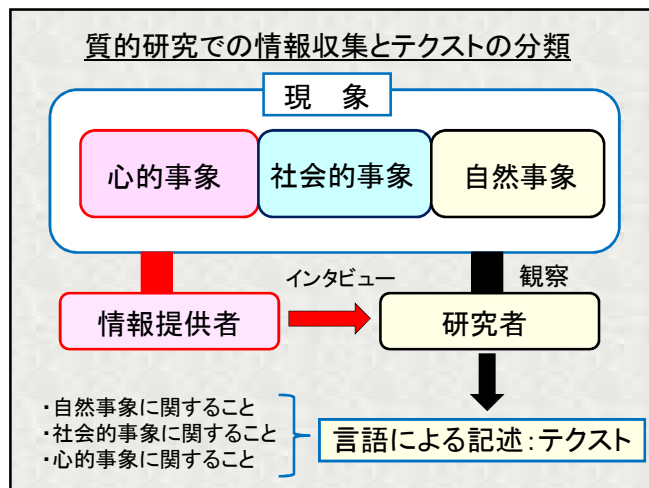 質的研究での情報収集とテクストの分類
現　象
心的事象
社会的事象
自然事象
インタビュー
観察
情報提供者
研究者
・自然事象に関すること
・社会的事象に関すること
・心的事象に関すること
言語による記述：テクスト